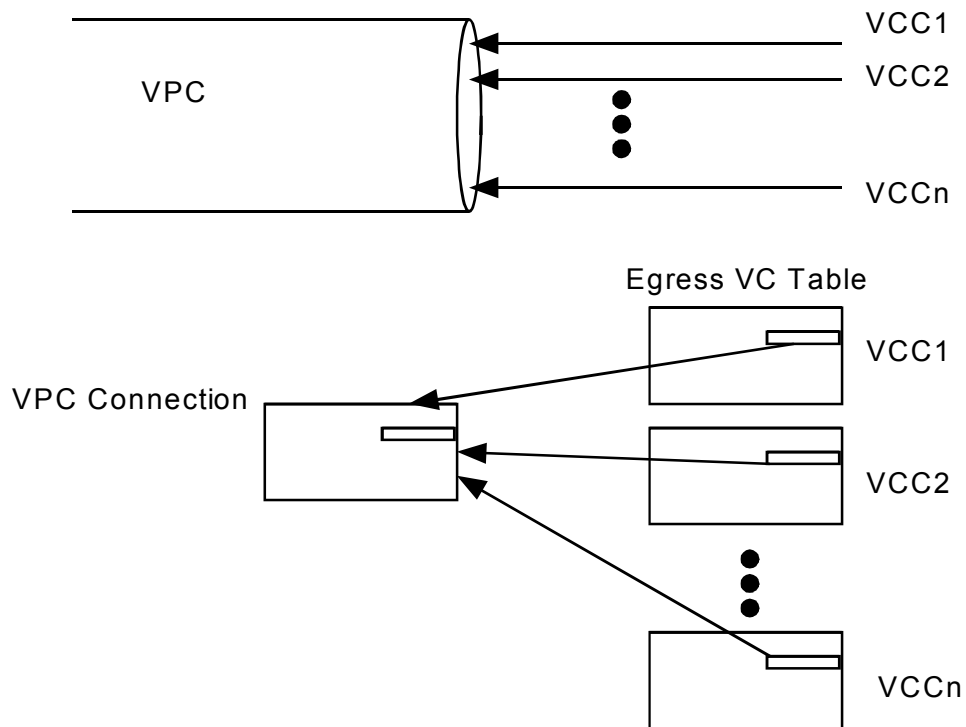 VCC1
VPC
VCC2
VCCn
Egress VC Table
VCC1
VPC Connection
VCC2
VCCn